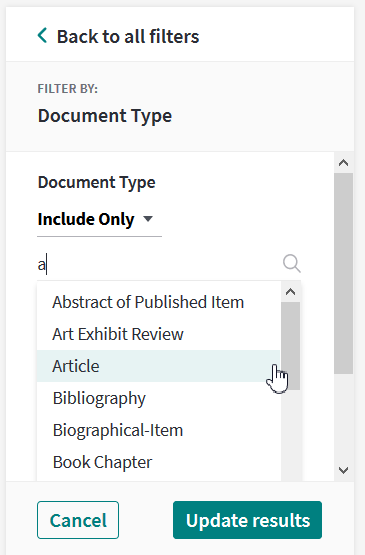 Back to all filters
FILTER BY:
Document Type
Document Type
Include Only
a
Abstract of Published Item
Art Exhibit Review
Article
Bibliography
Biographical-Item
Book Chapter
Cancel
Update results